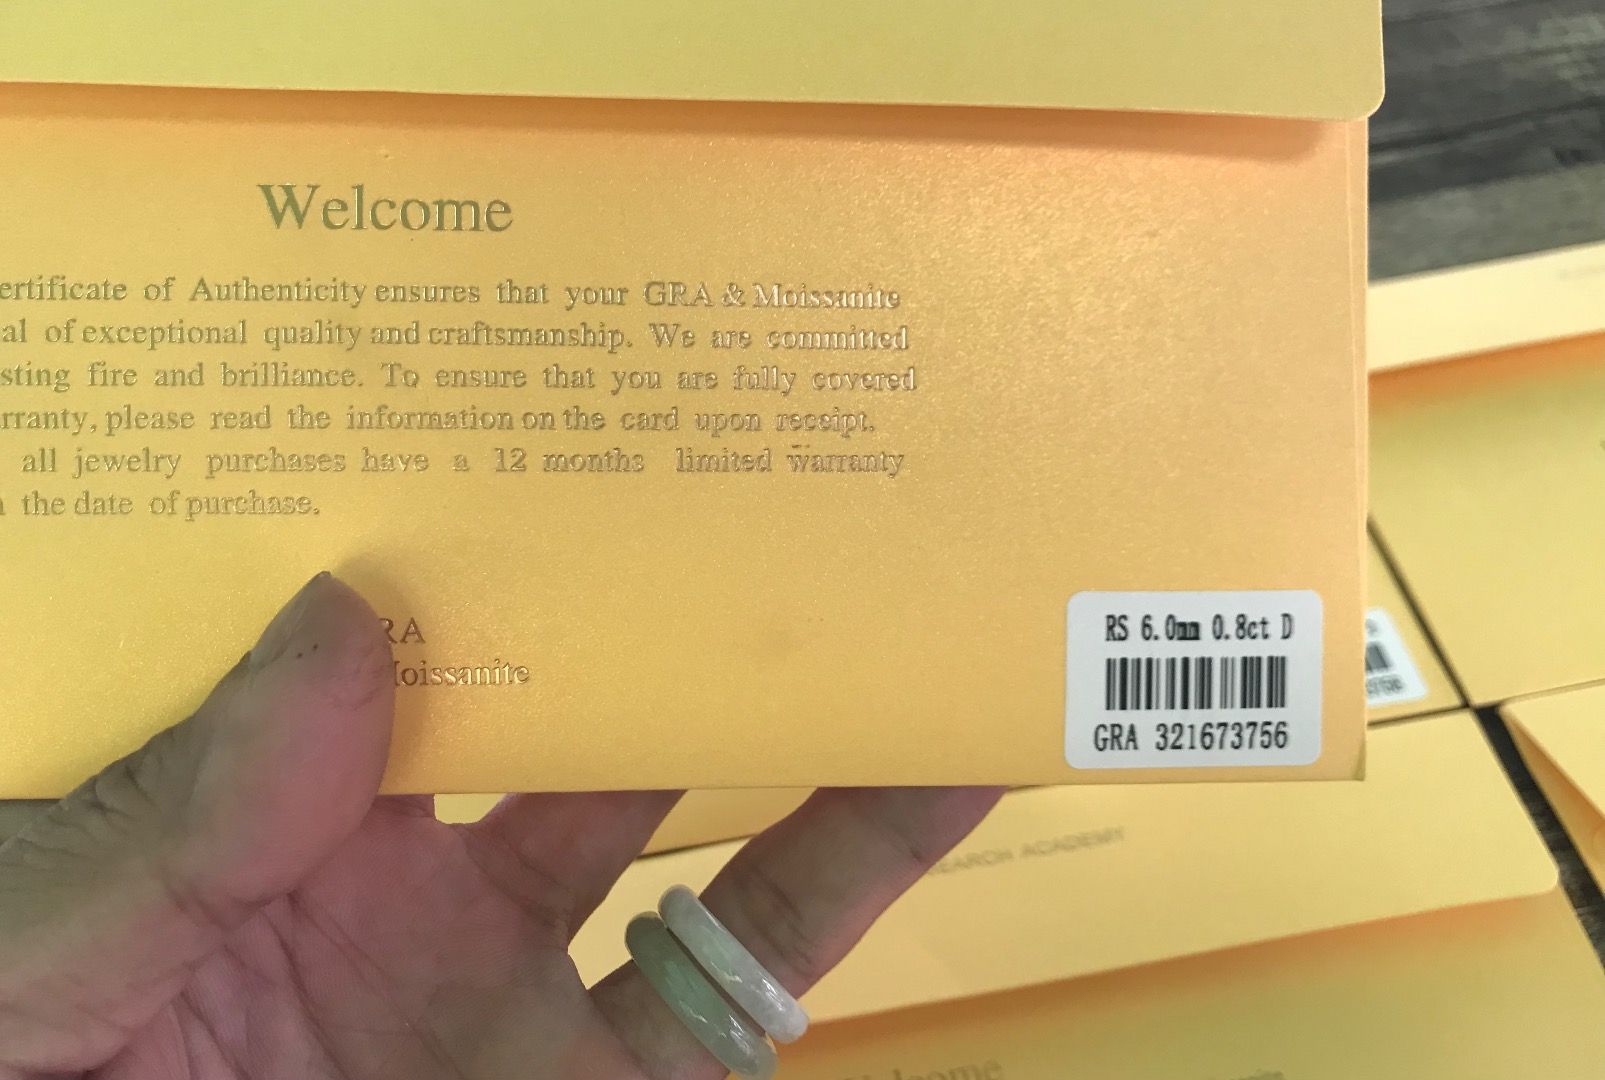 Welcome
ertificate of Authenticity ensures that your GRA & Moissanite
al of exceptional quality and craftsmanship. We are committed
sting fire and brilliance. To ensure that you are fully covered
rranty, please read the information on the card upon receipt.
all jewelry purchases have a 12 months limited warranty
the date of purchase.
RA
oissanite
RS 6.0mm 0.8ct D
GRA 321673756
EARCH ACADEMY